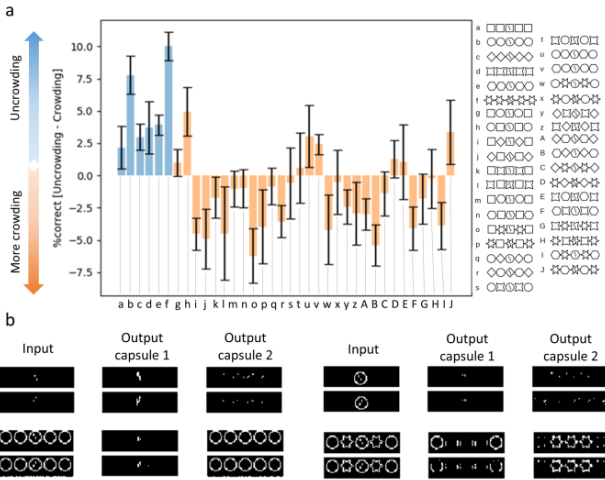 a
Uncrowding
More crowding
%correct [Uncrowding - Crowding]
10.0
7.5
5.0
2.5
0.0
-2.5
-5.0
-7.5
a b c d e f g h i j k l m n o p q r s t u v w x y z A B C D E F G H I J
a
b
c
d
e
f
g
h
i
j
k
l
m
n
o
p
q
r
s
t
u
v
w
x
y
z
A
B
C
D
E
F
G
H
I
J
b
Input
Output
capsule 1
Output
capsule 2
Input
Output
capsule 1
Output
capsule 2